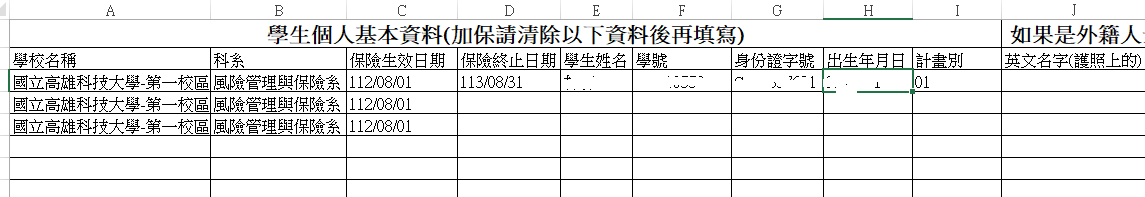 A B C D E F G H I J
學生個人基本資料(加保請清除以下資料後再填寫) 如果是外籍人
學校名稱 科系 保險生效日期 保險終止日期 學生姓名 學號 身份證字號 出生年月日 計畫別 英文名字(護照上的)
國立高雄科技大學-第一校區 風險管理與保險系 112/08/01 113/08/31 01
國立高雄科技大學-第一校區 風險管理與保險系 112/08/01
國立高雄科技大學-第一校區 風險管理與保險系 112/08/01